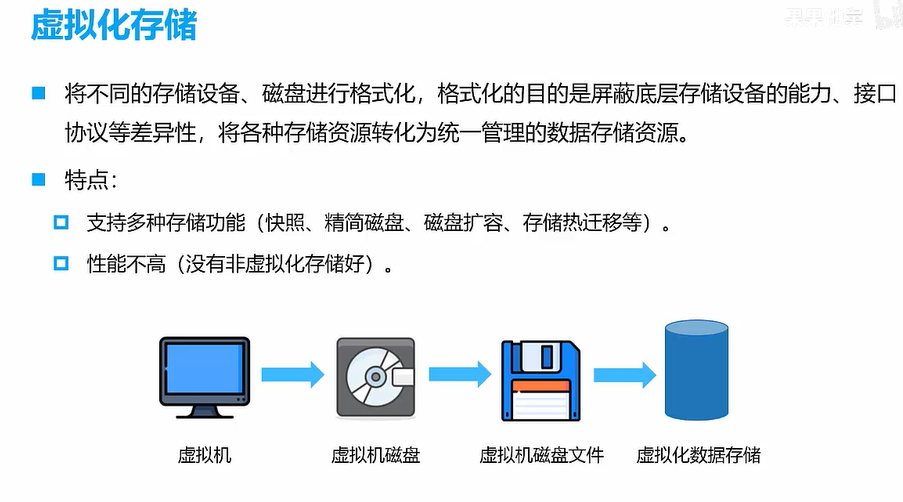 虚拟化存储
将不同的存储设备、磁盘进行格式化，格式化的目的是屏蔽底层存储设备的能力、接口
协议等差异性，将各种存储资源转化为统一管理的数据存储资源。
特点：
支持多种存储功能（快照、精简磁盘、磁盘扩容、存储热迁移等）。
性能不高（没有非虚拟化存储好）。
虚拟机 虚拟机磁盘 虚拟机磁盘文件 虚拟化数据存储